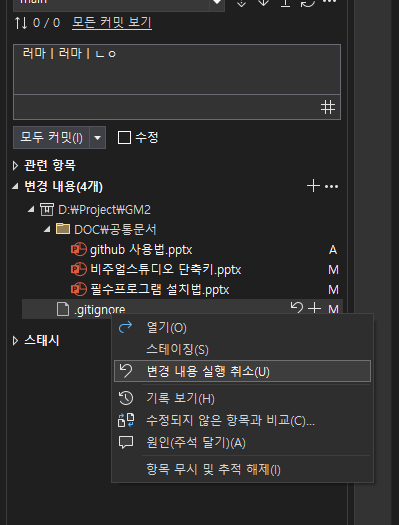 main
0 / 0 모든 커밋 보기
러마ㅣ러마ㅣㄴㅇ
모두 커밋(I) 수정
관련 항목
변경 내용(4개)
D:\Project\GM2
DOC\공통문서
github 사용법.pptx A
비주얼스튜디오 단축키.pptx M
필수프로그램 설치법.pptx M
.gitignore M
스태시
열기(O)
스테이징(S)
변경 내용 실행 취소(U)
기록 보기(H)
수정되지 않은 항목과 비교(C)...
원인(주석 달기)(A)
항목 무시 및 추적 해제(I)